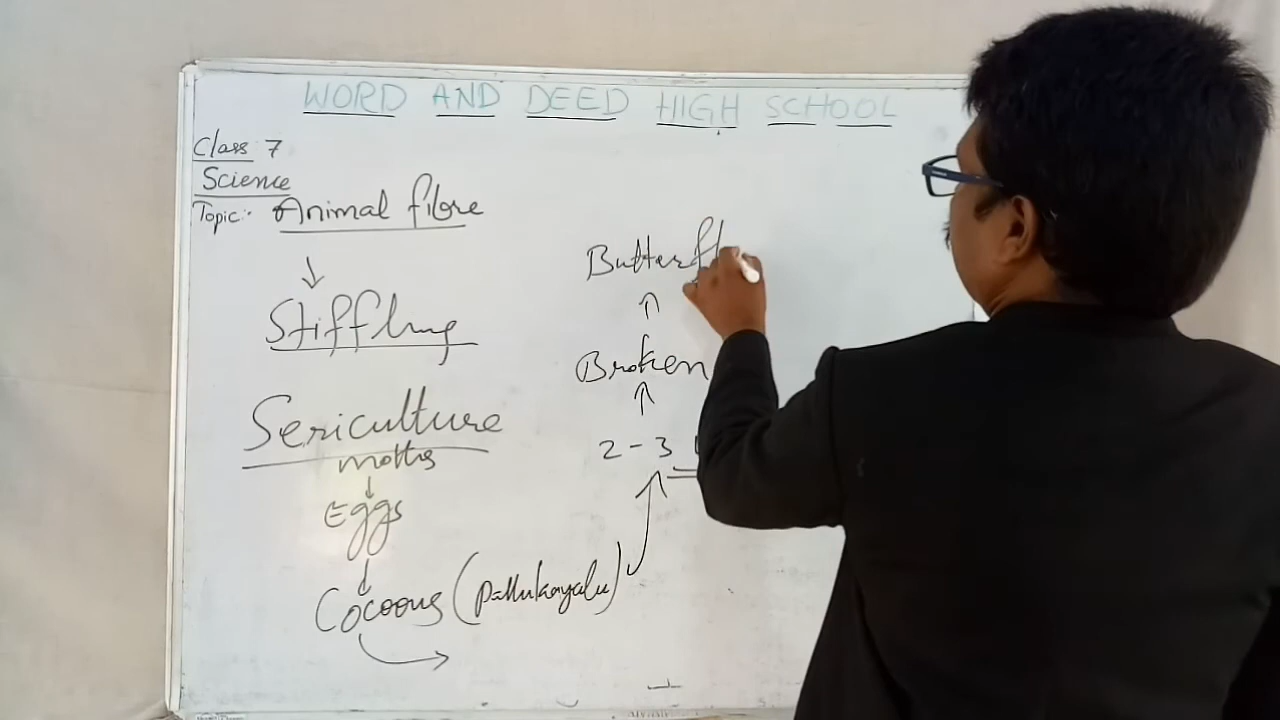 WORD AND DEED HIGH SCHOOL
Class 7
Science
Topic:- Animal fibre
Stiffling
Sericulture
moths
Eggs
Cocoons (pattukayalu)
2-3
Broken
Butterfl